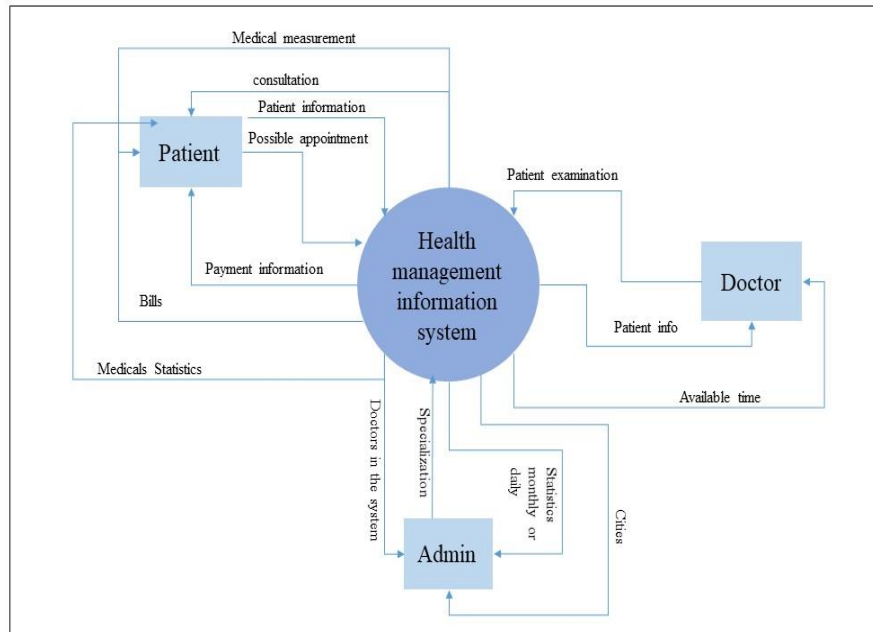 Medical measurement
consultation
Patient information
Patient
Possible appointment
Patient examination
Health
management
information
system
Payment information
Doctor
Bills
Patient info
Medicals Statistics
Available time
Doctors in the system
Specialization
Statistics
monthly or
daily
Cities
Admin